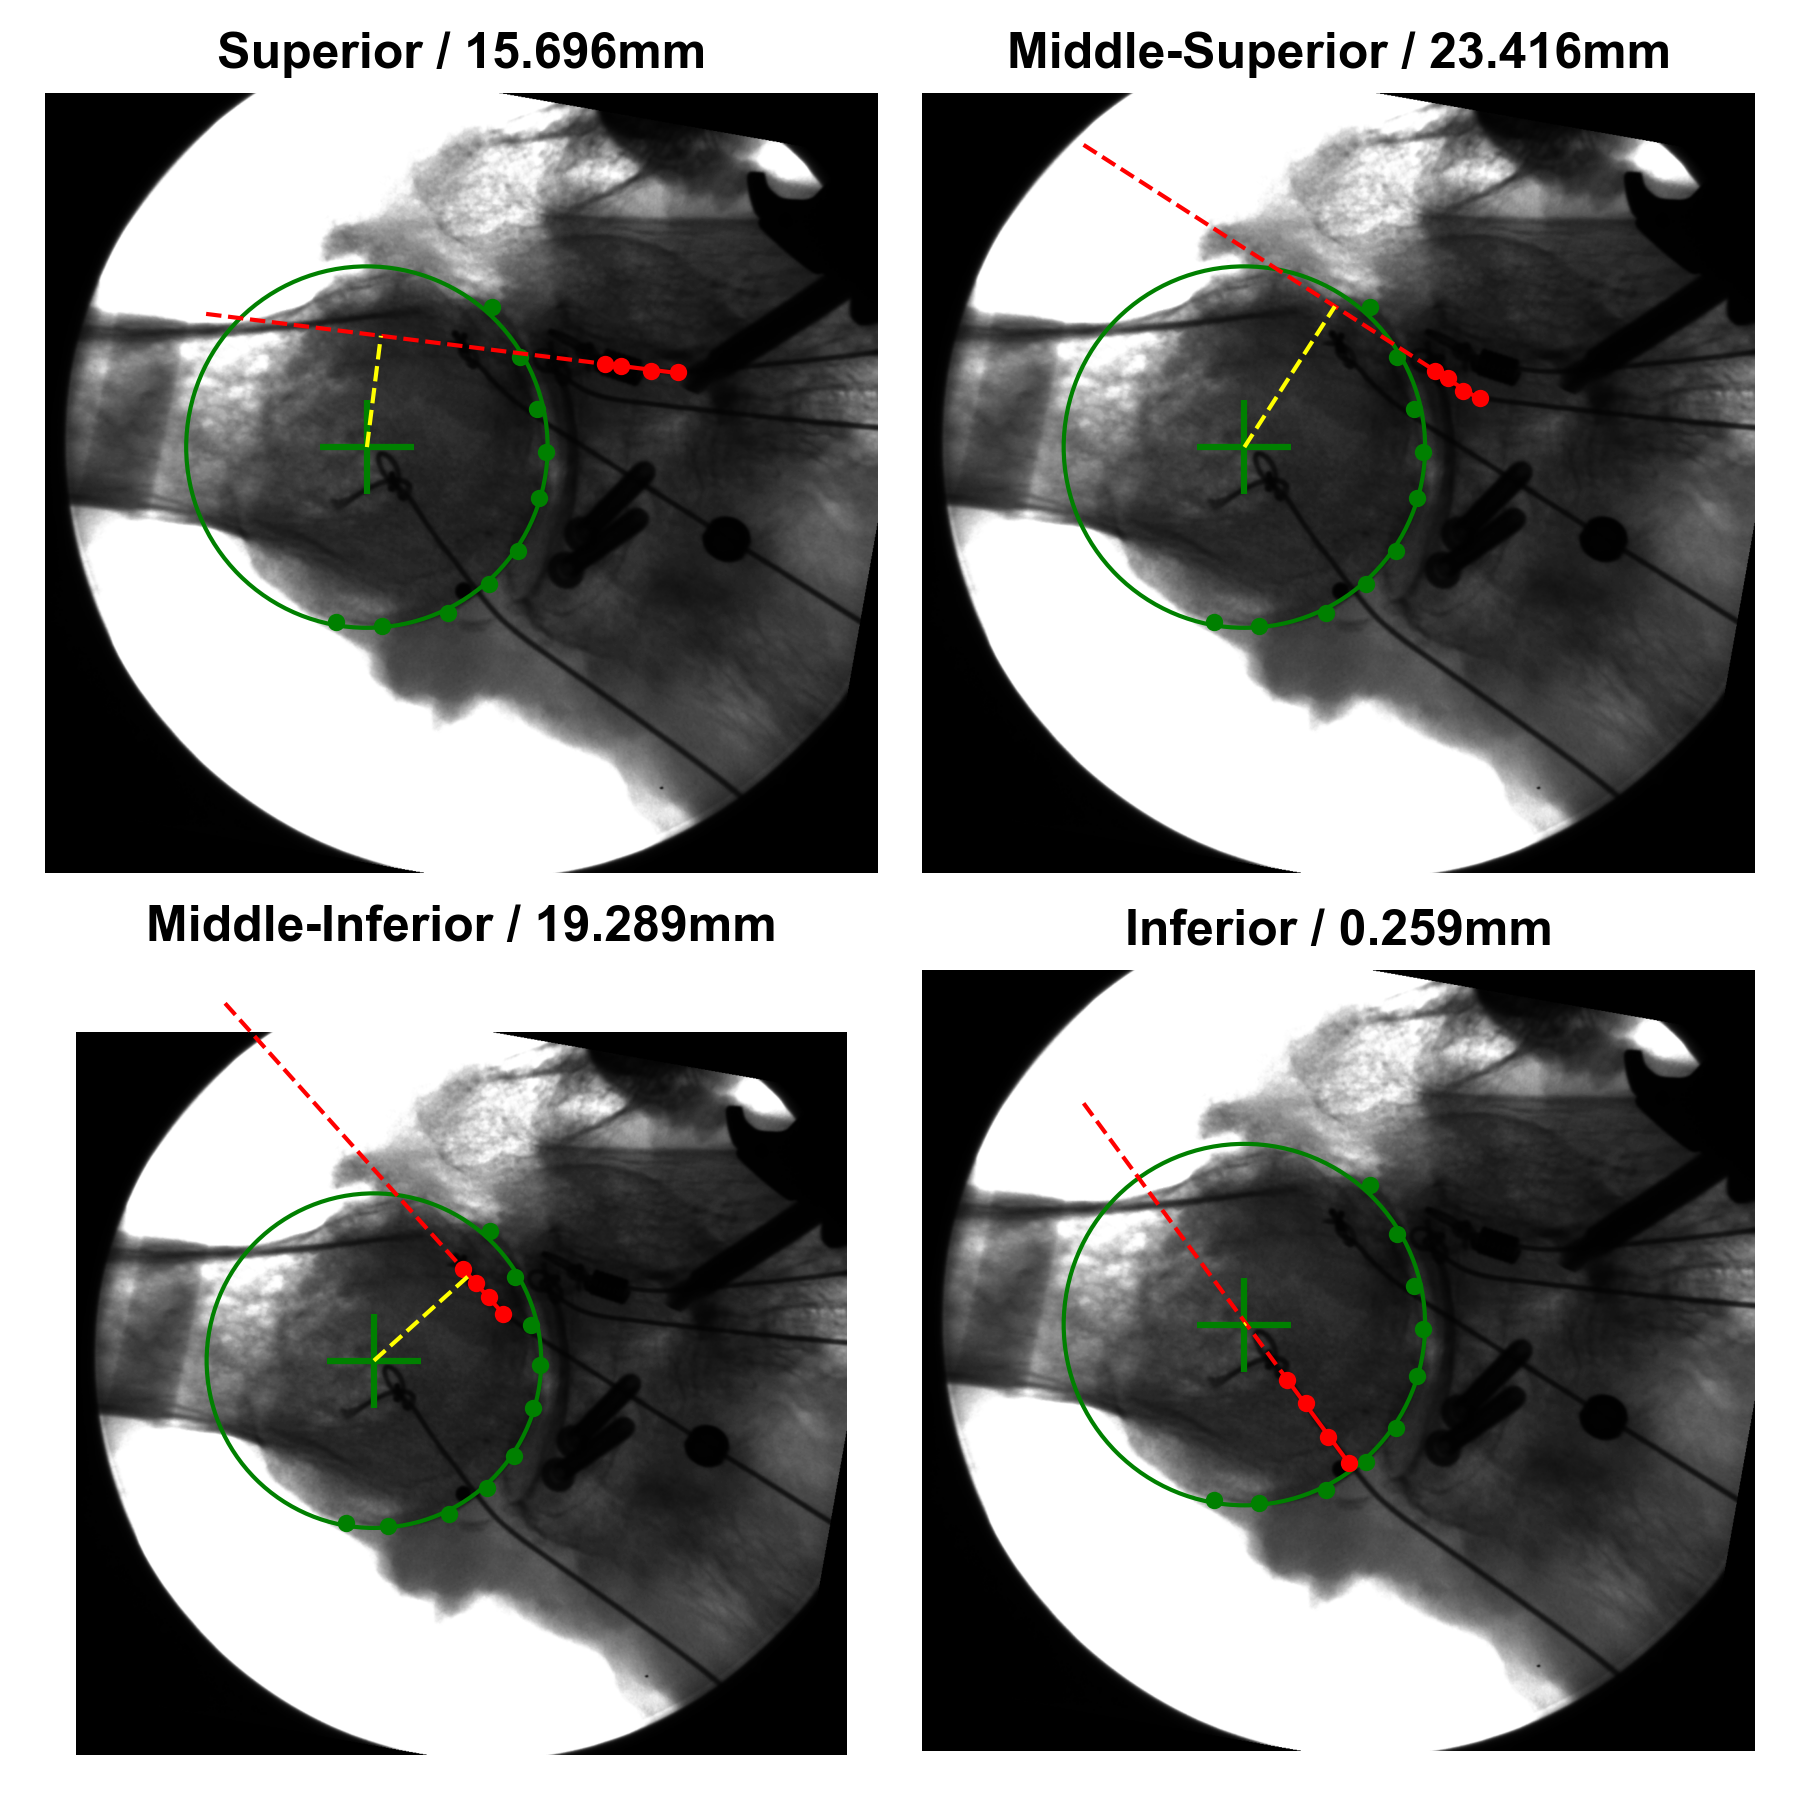 Superior / 15.696mm
Middle-Superior / 23.416mm
Middle-Inferior / 19.289mm
Inferior / 0.259mm